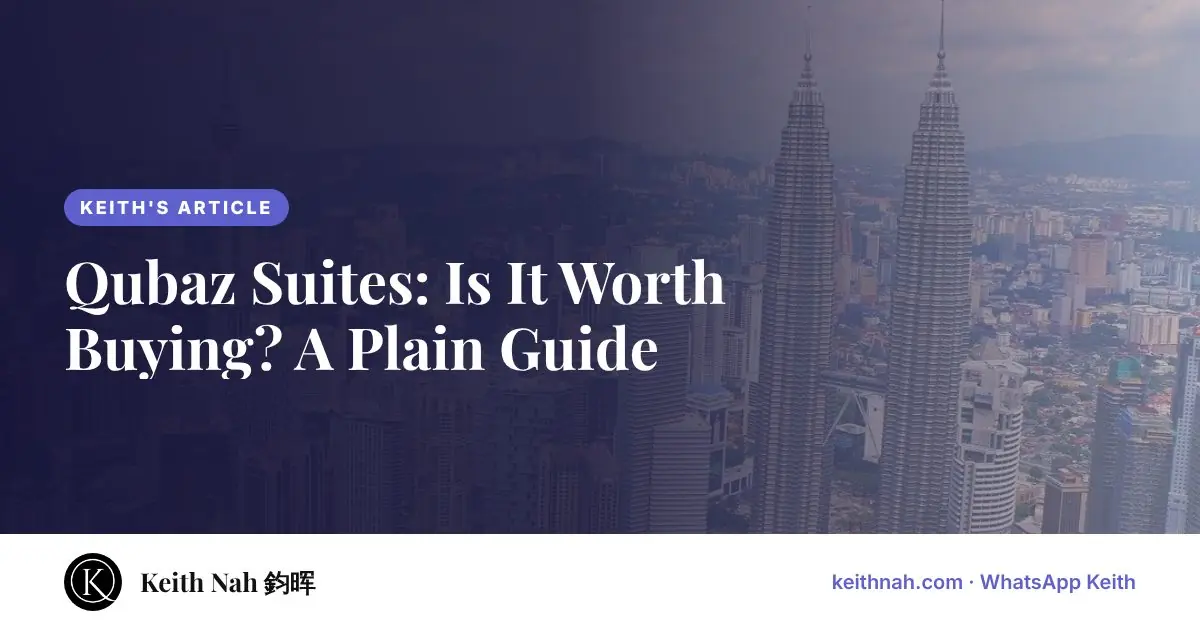 KEITH'S ARTICLE
Qubaz Suites: Is It Worth
Buying? A Plain Guide
K
Keith Nah 鈞晖
keithnah.com · WhatsApp Keith